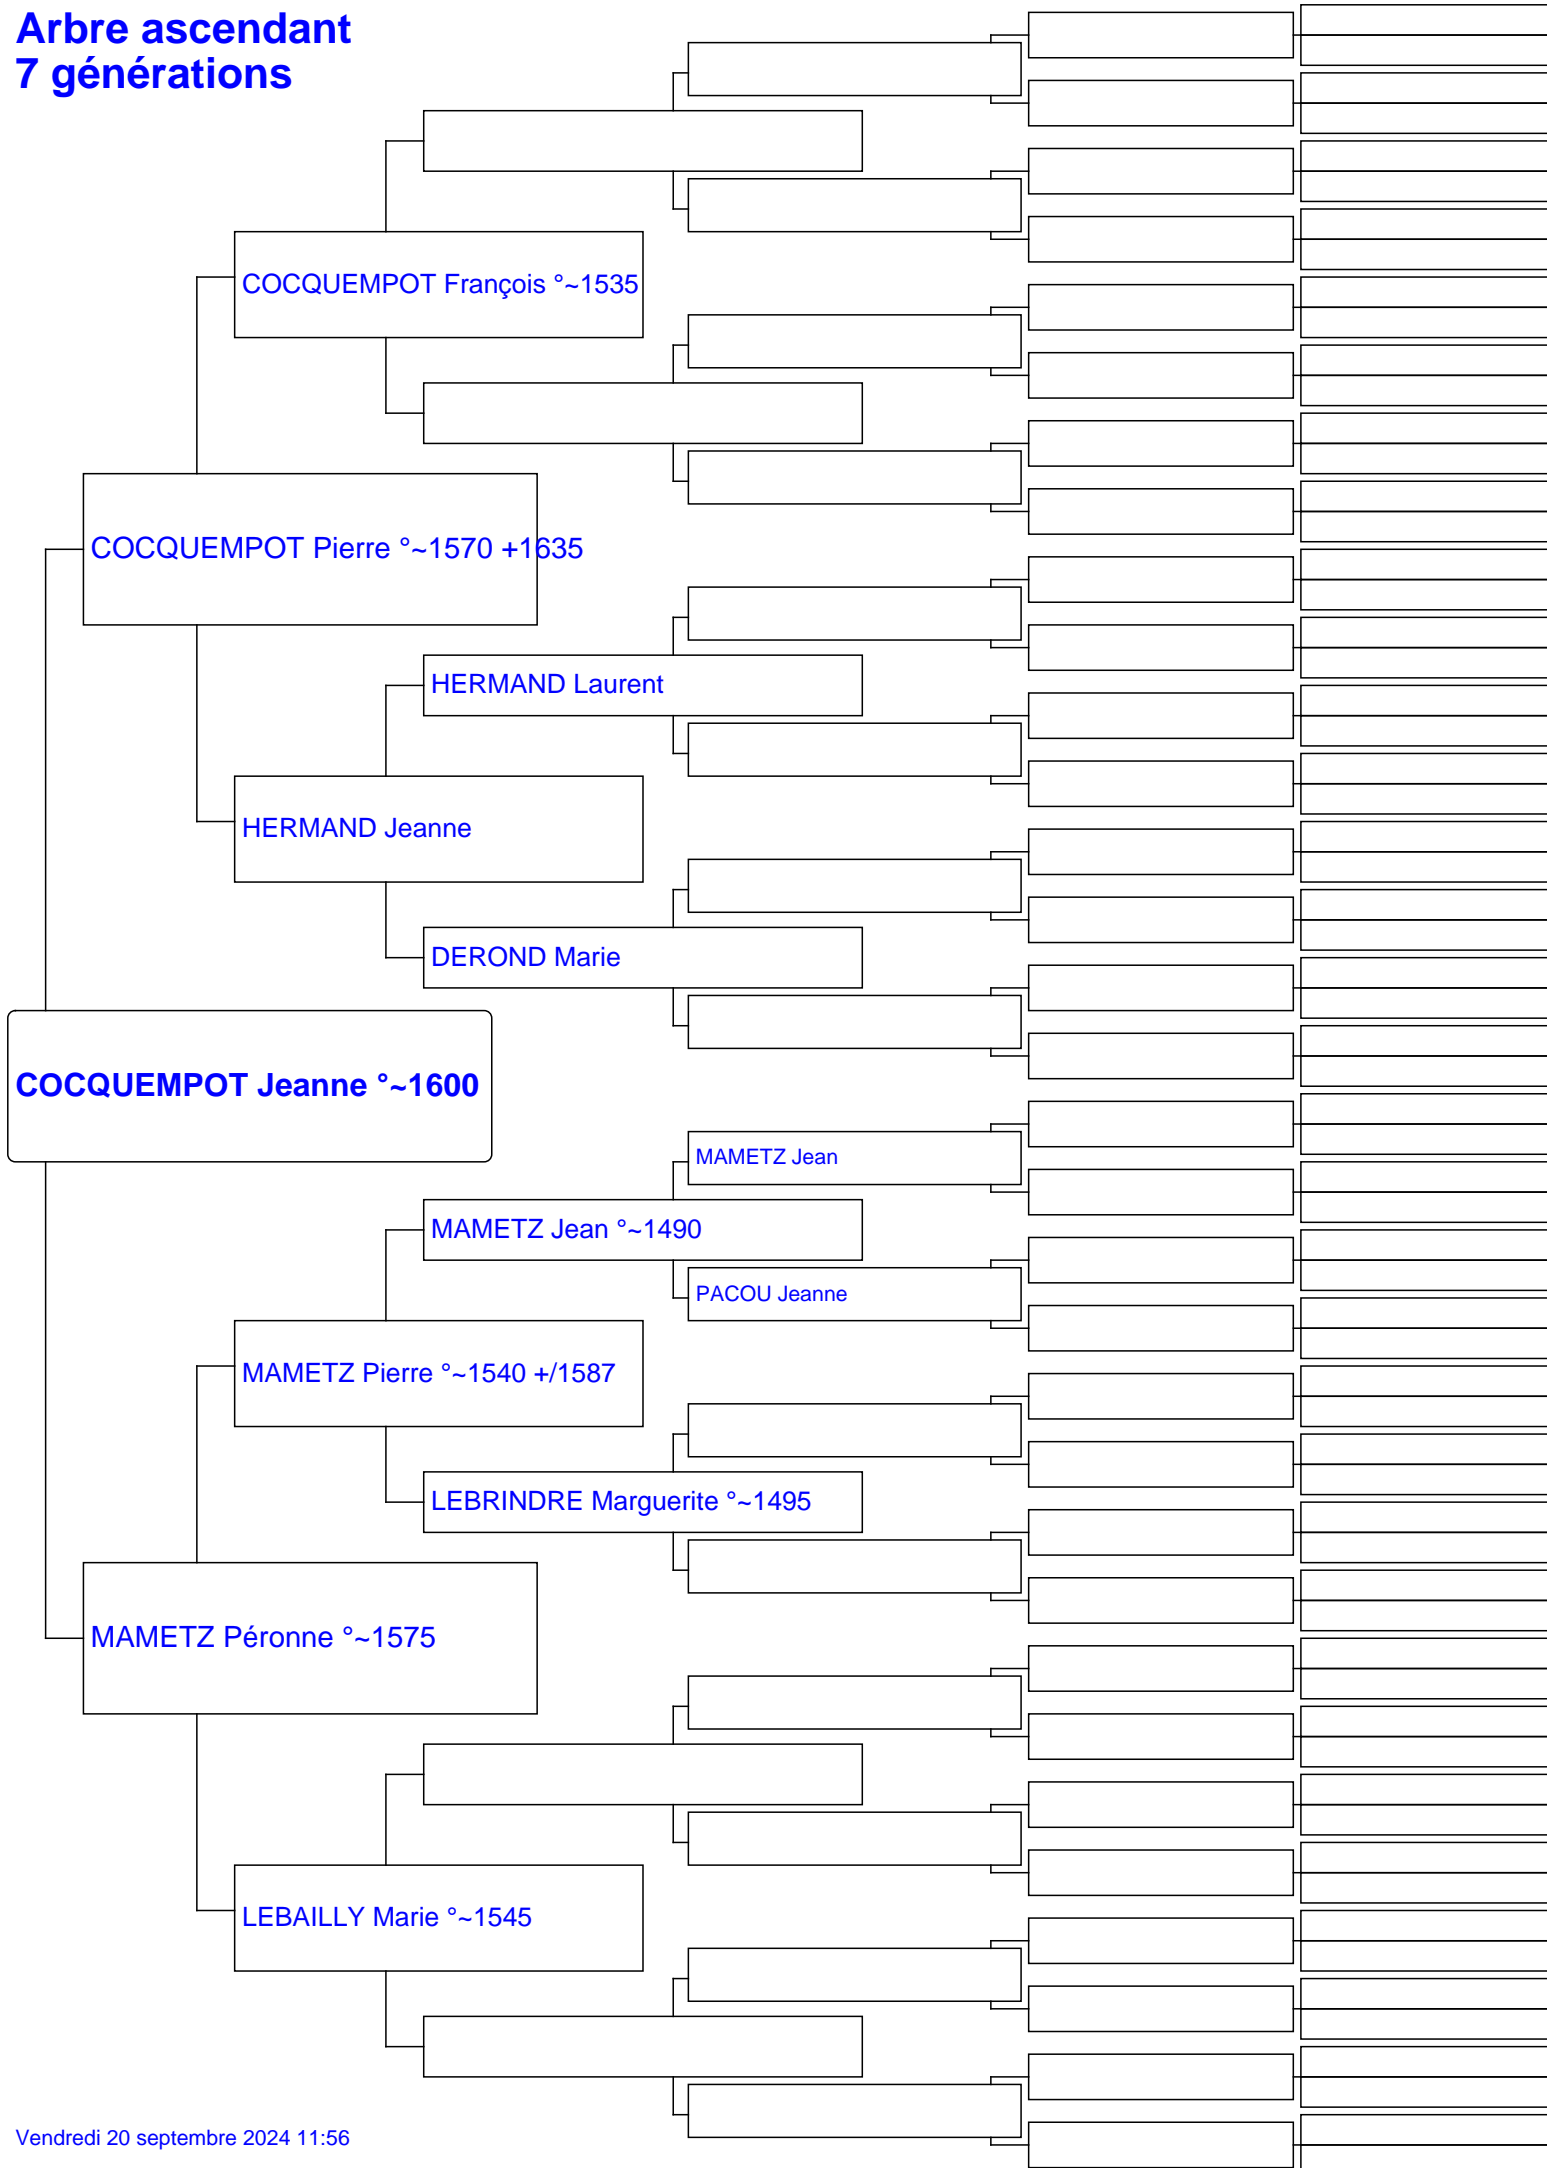 Arbre ascendant
7 générations
COCQUEMPOT François °~1535
COCQUEMPOT Pierre °~1570 +1635
HERMAND Laurent
HERMAND Jeanne
DEROND Marie
COCQUEMPOT Jeanne °~1600
MAMETZ Jean
MAMETZ Jean °~1490
PACOU Jeanne
MAMETZ Pierre °~1540 +/1587
LEBRINDRE Marguerite °~1495
MAMETZ Péronne °~1575
LEBAILLY Marie °~1545
Vendredi 20 septembre 2024 11:56